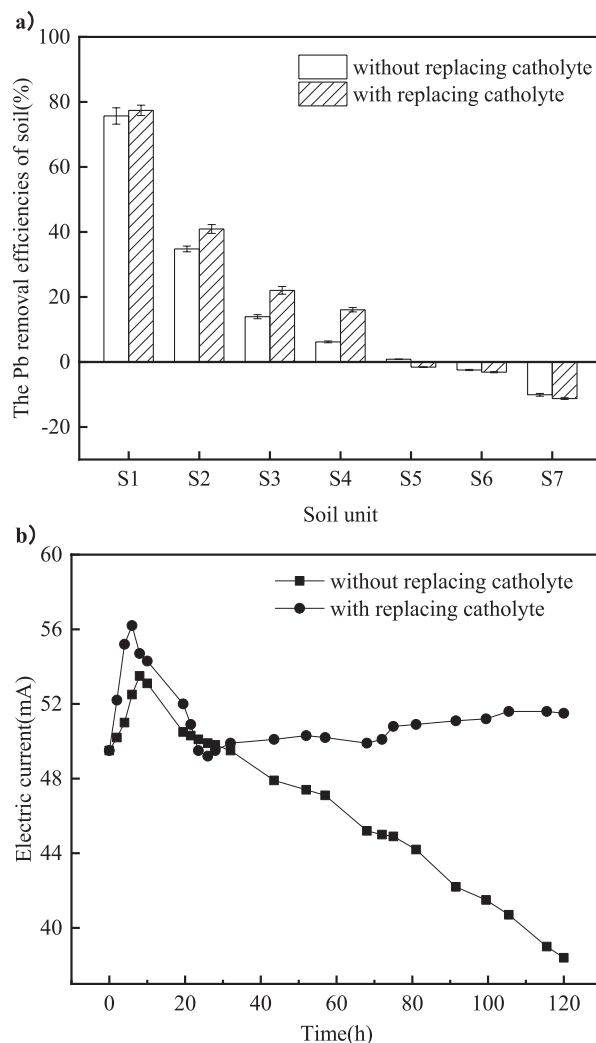 a)
100
80
60
40
20
0
-20
The Pb removal efficiencies of soil(%)
without replacing catholyte
with replacing catholyte
S1 S2 S3 S4 S5 S6 S7
Soil unit
b)
60
56
52
48
44
40
Electric current(mA)
without replacing catholyte
with replacing catholyte
0 20 40 60 80 100 120
Time(h)